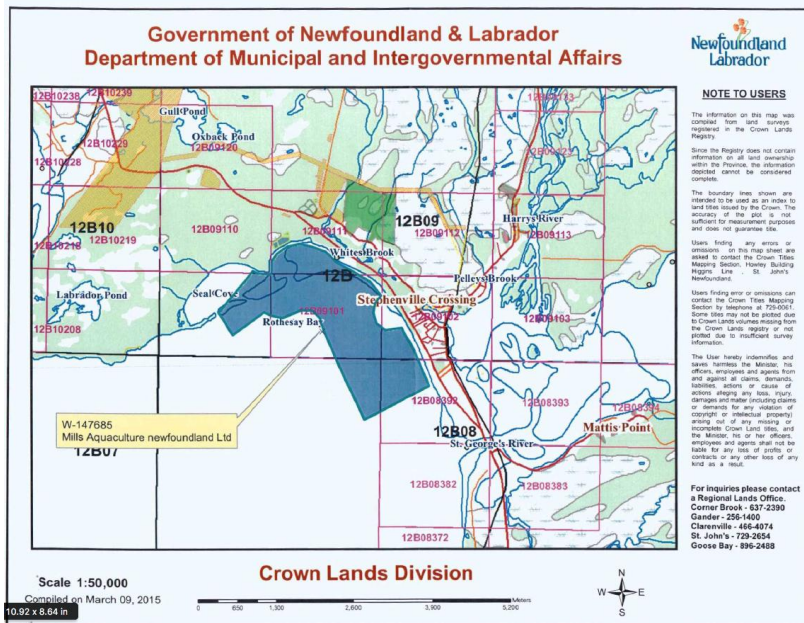 Government of Newfoundland & Labrador
Department of Municipal and Intergovernmental Affairs
Newfoundland
Labrador
12B10238
12B10239
Gull Pond
Oxback Pond
12B09120
12B10229
12B10228
12B09123
12B10
12B10219
12B10218
12B09110
12B09111
12B09
12B09112
Harrys River
12B09113
Whites Brook
12B
Pelleys Brook
Labrador Pond
Seal Cove
Stephenville Crossing
12B09101
Rothesay Bay
12B09102
12B09103
12B10208
12B08392
12B08393
12B08394
W-147685
Mills Aquaculture newfoundland Ltd
12B07
12B08
Mattis Point
St. George's River
12B08382
12B08383
12B08372
NOTE TO USERS
The information on this map was
compiled from land surveys
registered in the Crown Lands
Registry.
Since the Registry does not contain
information on all land ownership
within the Province, the information
depicted cannot be considered
complete.
The boundary lines shown are
intended to be used as an index to
land titles issued by the Crown. The
accuracy of the plot is not
sufficient for measurement purposes
and does not guarantee title.
Users finding any errors or
omissions on this map sheet are
asked to contact the Crown Titles
Mapping Section, Howley Building
Higgins Line , St. John's
Newfoundland.
Users finding error or omissions can
contact the Crown Titles Mapping
Section by telephone at 729-0061.
Some titles may not be plotted due
to Crown Lands volumes missing from
the Crown Lands registry or not
plotted due to insufficient survey
information.
The User hereby indemnifies and
saves harmless the Minister, his
officers, employees and agents from
and against all claims, demands,
liabilities, actions or cause of
actions alleging any loss, injury,
damages and matter (including claims
or demands for any violation of
copyright or intellectual property)
arising out of any missing or
incomplete Crown Land titles, and
the Minister, his or her officers,
employees and agents shall not be
liable for any loss of profits or
contracts or any other loss of any
kind as a result.
For inquiries please contact
a Regional Lands Office.
Corner Brook - 637-2390
Gander - 256-1400
Clarenville - 466-4074
St. John's - 729-2654
Goose Bay - 896-2488
Crown Lands Division
Scale 1:50,000
Compiled on March 09, 2015
10.92 x 8.64 in
0 650 1,300 2,600 3,900 5,200 Meters
N
W E
S